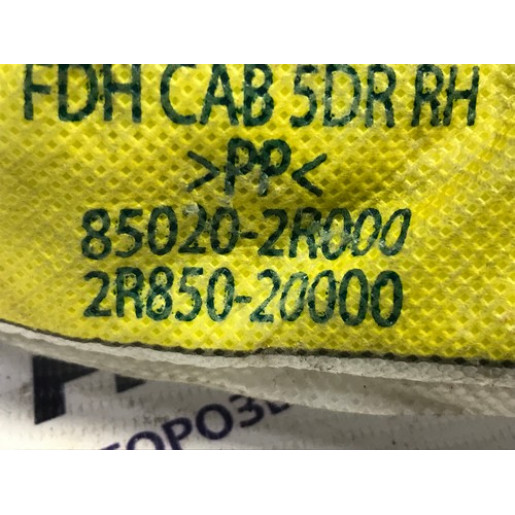 FDH CAB 5DR RH
>PP<
85020-2R000
2R850-20000